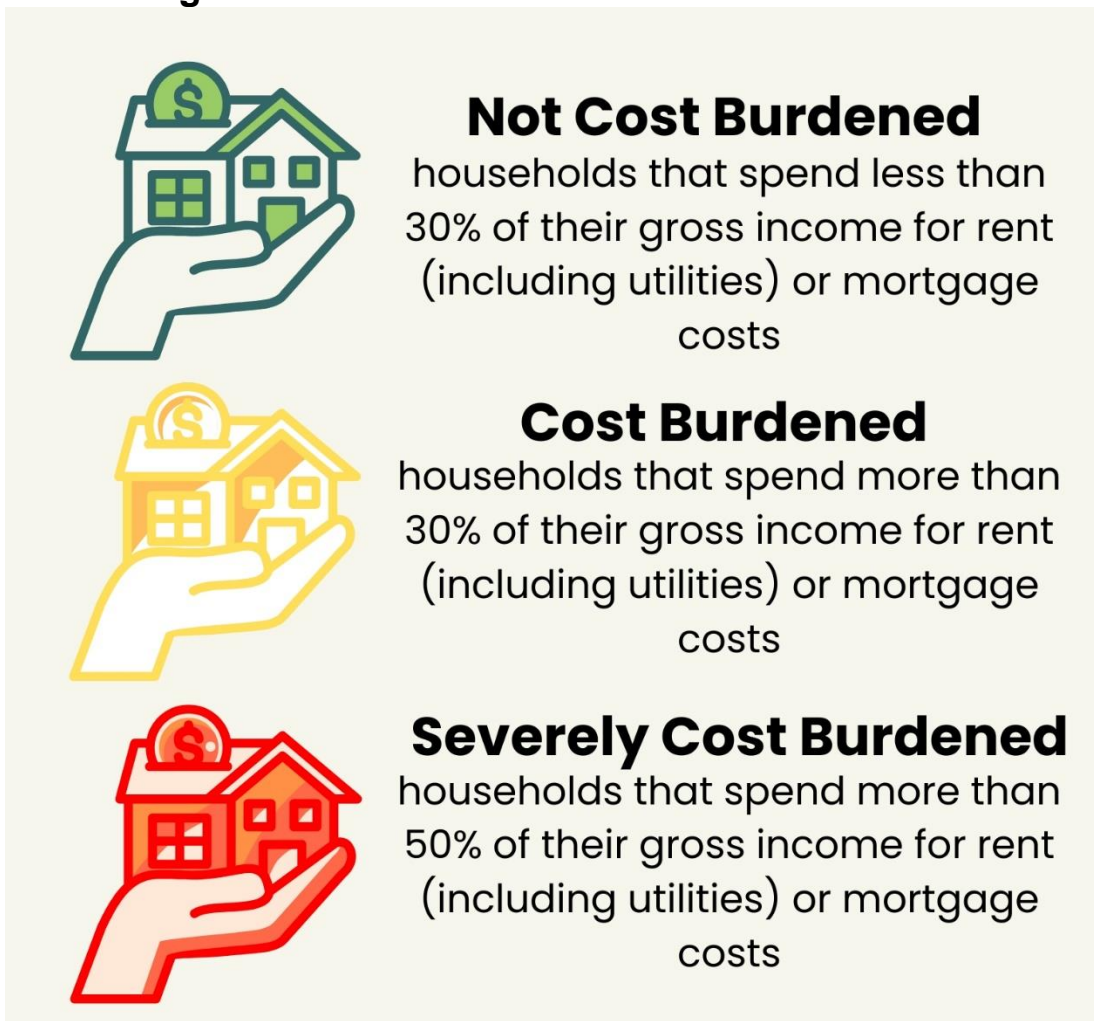 Not Cost Burdened
households that spend less than
30% of their gross income for rent
(including utilities) or mortgage
costs
Cost Burdened
households that spend more than
30% of their gross income for rent
(including utilities) or mortgage
costs
Severely Cost Burdened
households that spend more than
50% of their gross income for rent
(including utilities) or mortgage
costs